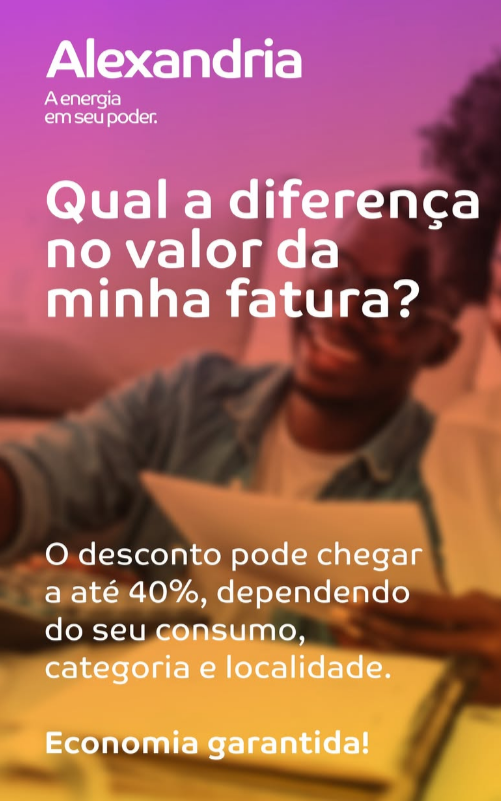 Alexandria
A energia
em seu poder.
Qual a diferença
no valor da
minha fatura?
O desconto pode chegar
a até 40%, dependendo
do seu consumo,
categoria e localidade.
Economia garantida!